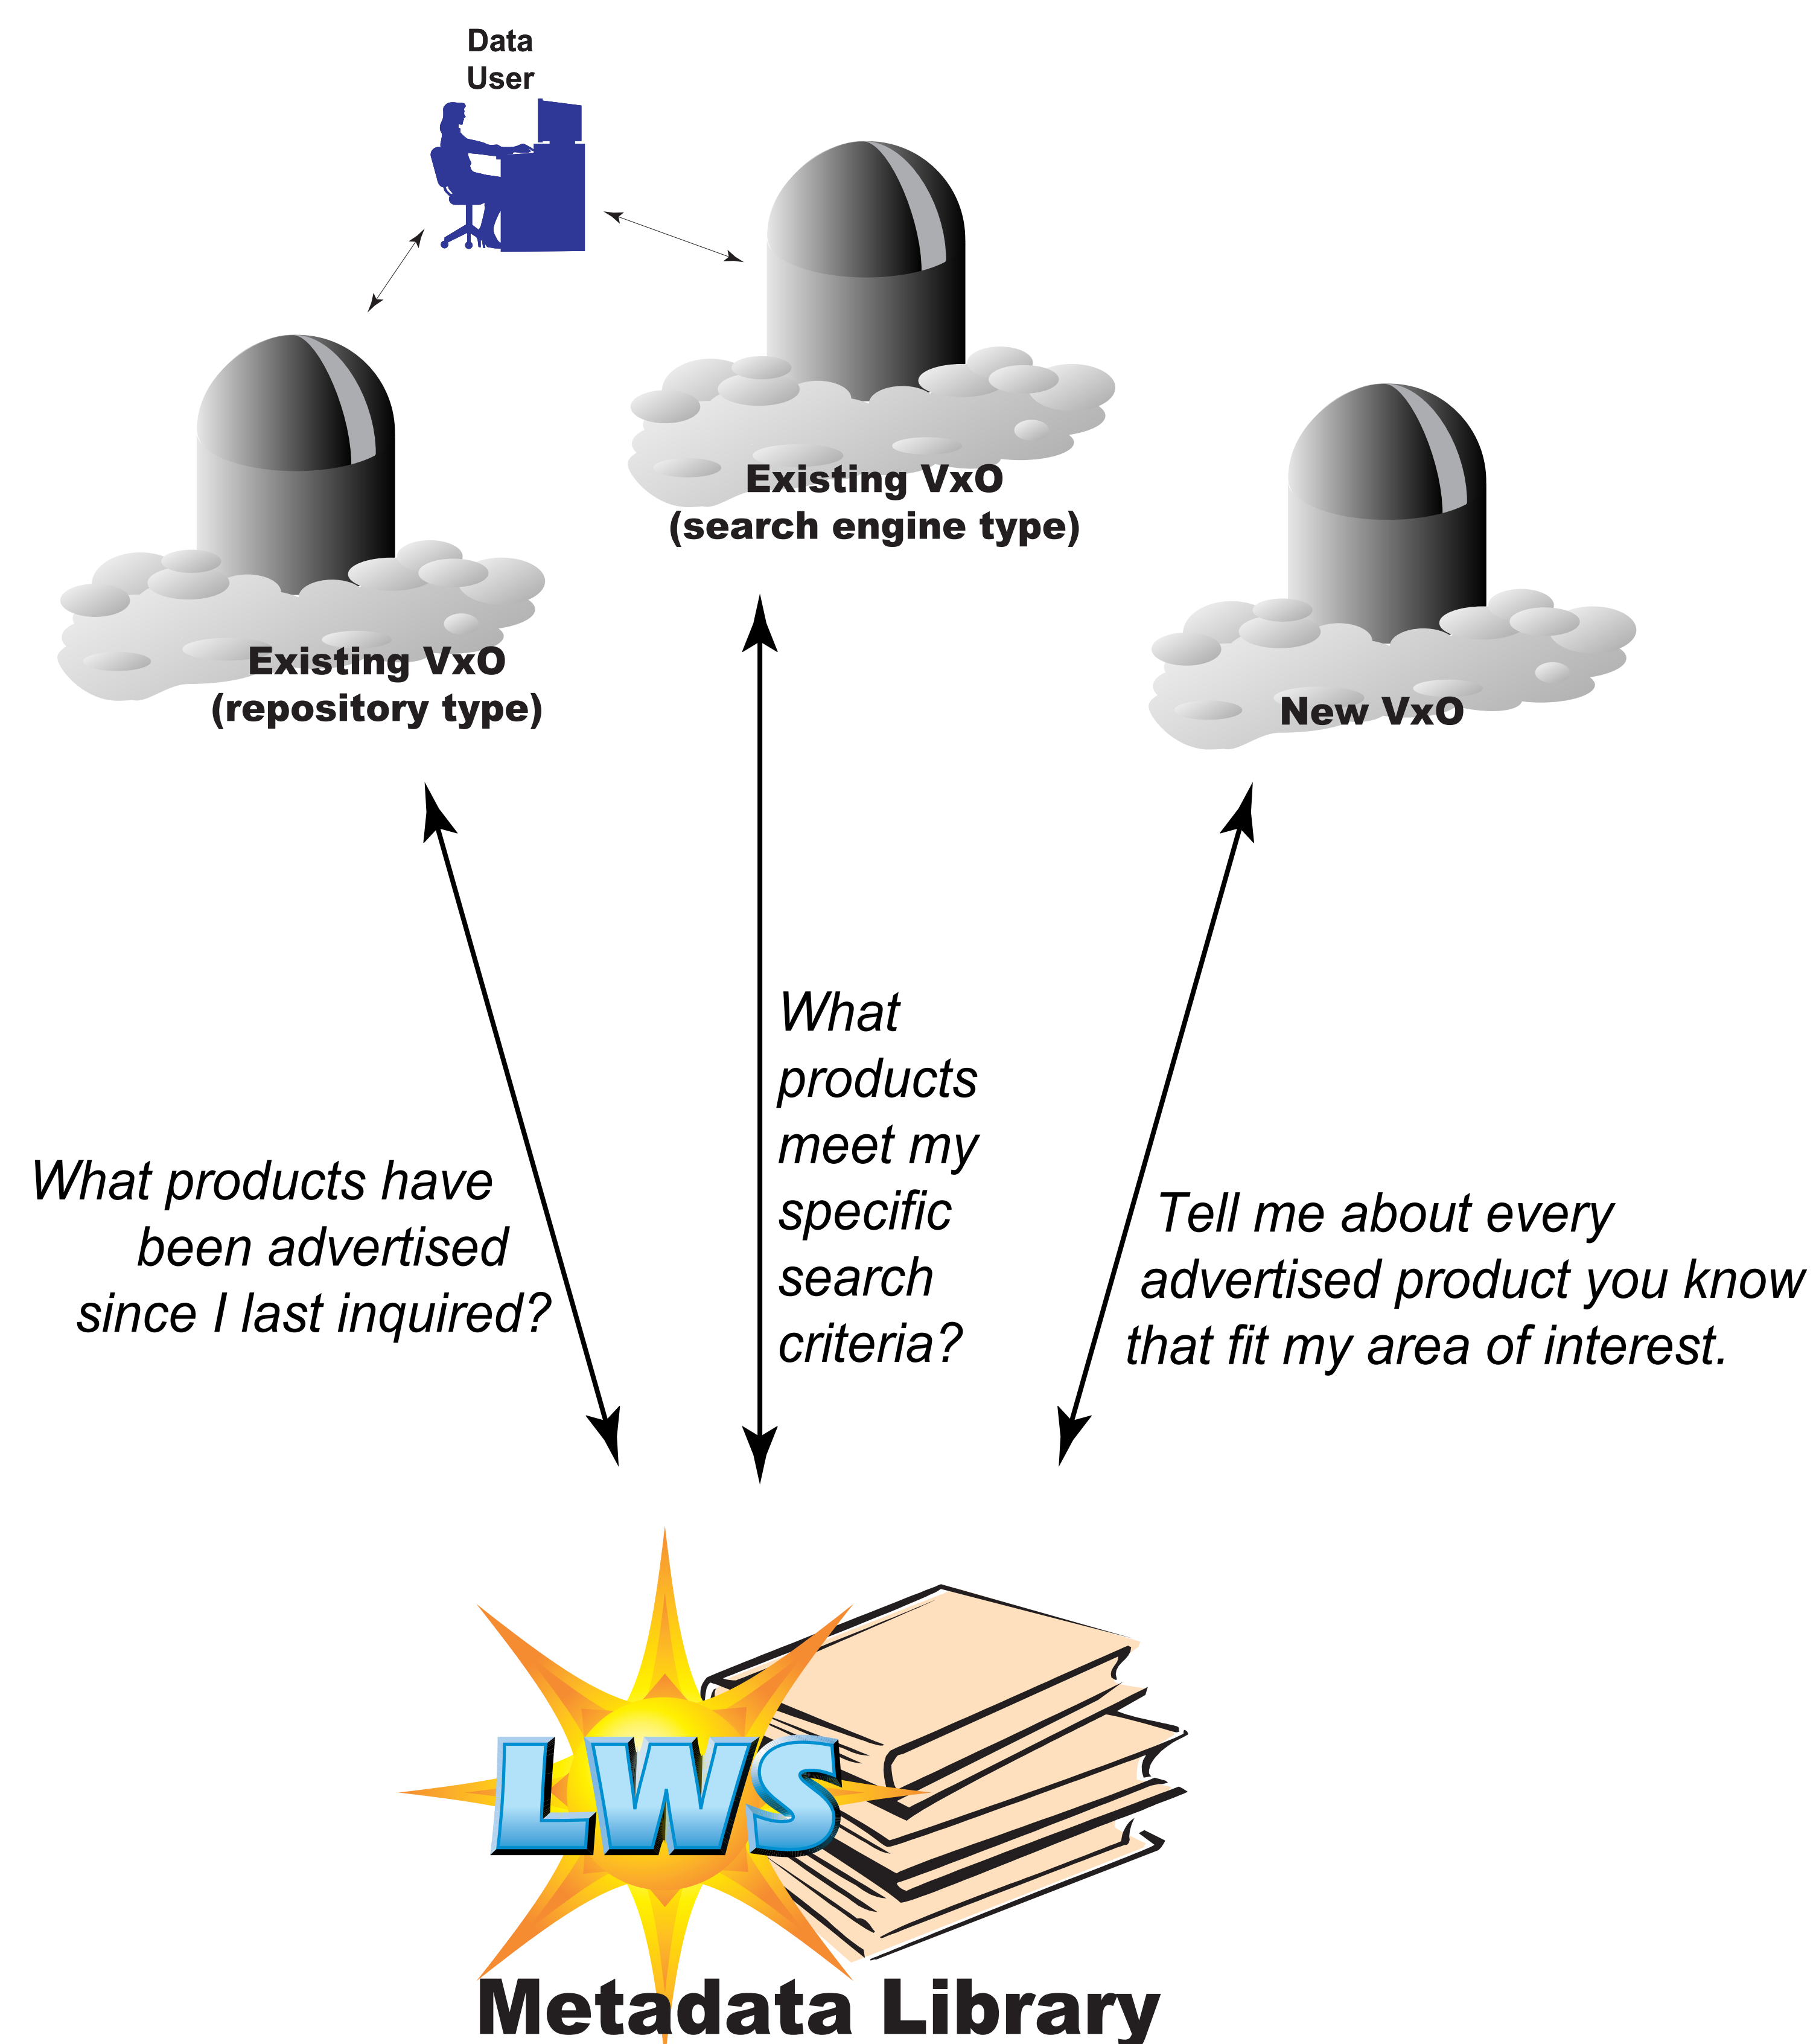 Data
User
Existing VxO
(search engine type)
Existing VxO
(repository type)
New VxO
What
products
meet my
specific
search
criteria?
What products have
been advertised
since I last inquired?
Tell me about every
advertised product you know
that fit my area of interest.
LWS
Metadata Library